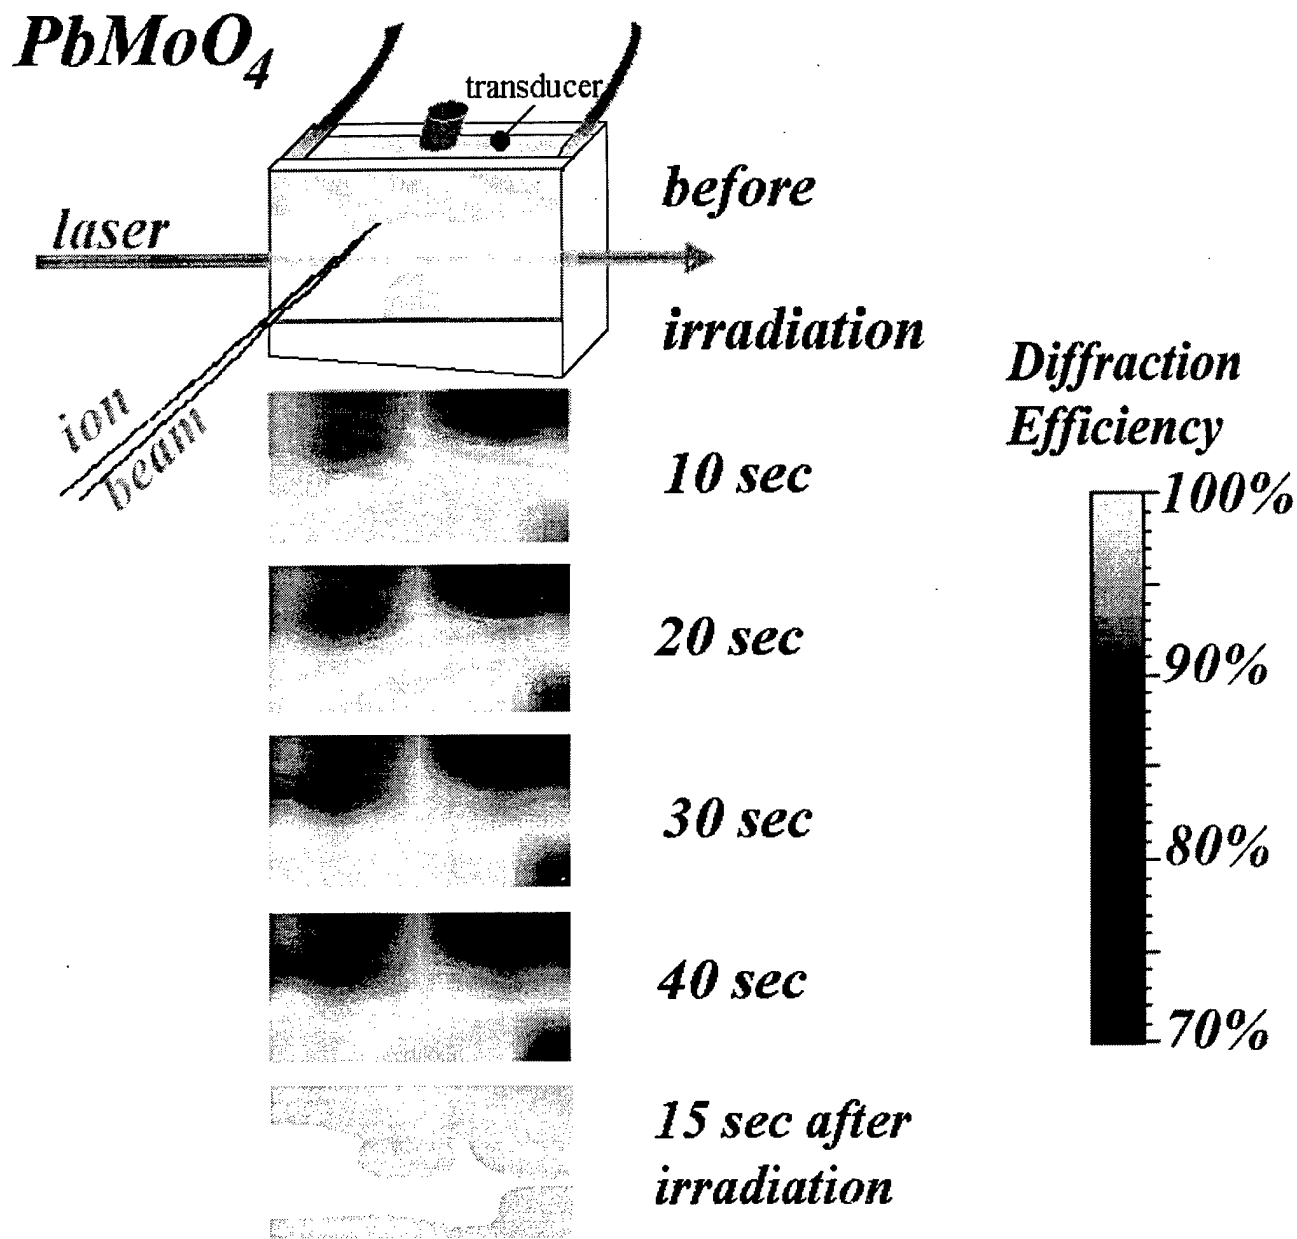 PbMoO4
transducer
before
laser
irradiation
ion
beam
Diffraction
Efficiency
10 sec
100%
20 sec
90%
30 sec
80%
40 sec
70%
15 sec after
irradiation